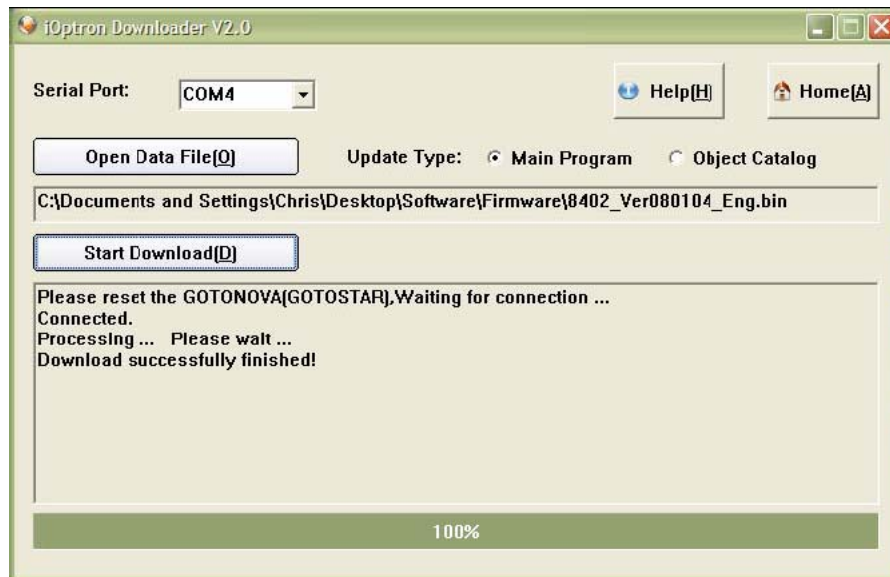 iOptron Downloader V2.0
Serial Port: COM4 Help(H) Home(A)
Open Data File(O) Update Type: Main Program Object Catalog
C:\Documents and Settings\Chris\Desktop\Software\Firmware\8402_Ver080104_Eng.bin
Start Download(D)
Please reset the GOTONOVA(GOTOSTAR),Waiting for connection ...
Connected.
Processing ... Please wait ...
Download successfully finished!
100%